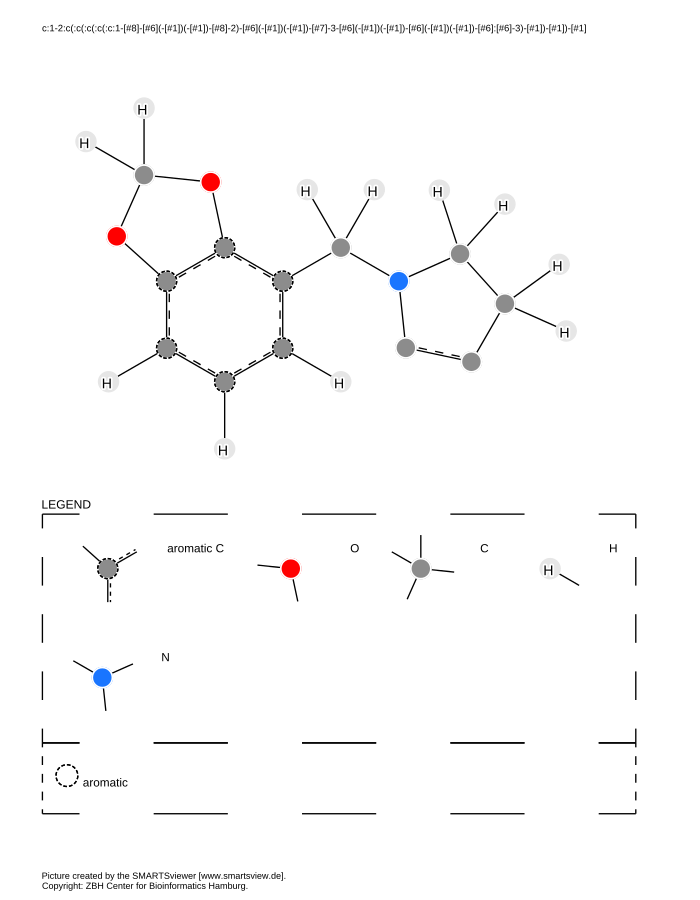 c:1-2:c(:c(:c(:c(:c:1-[#8]-[#6](-[#1])(-[#1])-[#8]-2)-[#6](-[#1])(-[#1])-[#7]-3-[#6](-[#1])(-[#1])-[#6](-[#1])(-[#1])-[#6]:[#6]-3)-[#1])-[#1])-[#1]
H
H
H
H
H
H
H
H
H
H
H
LEGEND
aromatic C
O
C
H
H
N
aromatic
Picture created by the SMARTSviewer [www.smartsview.de].
Copyright: ZBH Center for Bioinformatics Hamburg.